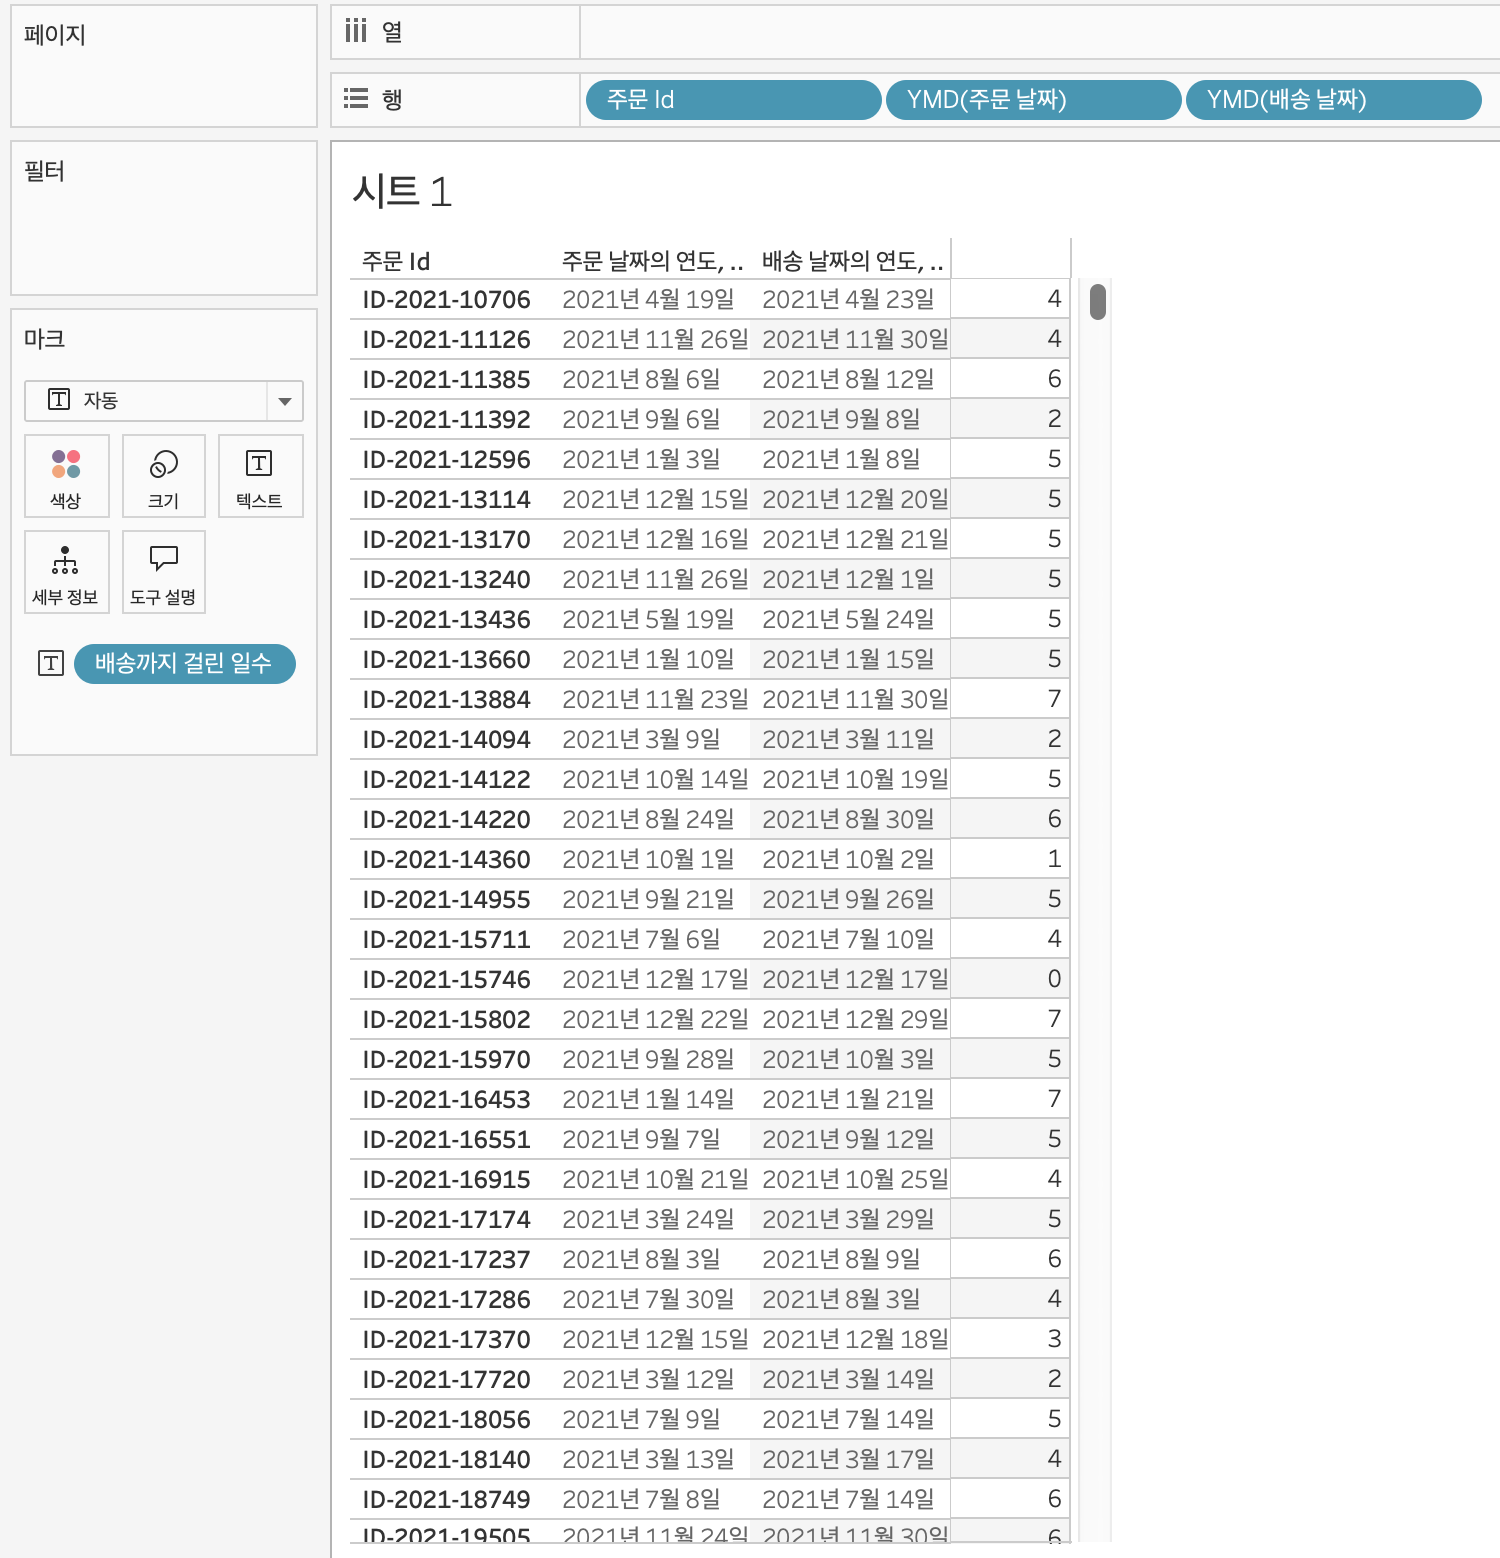 페이지
열
행
주문 Id
YMD(주문 날짜)
YMD(배송 날짜)
필터
마크
자동
색상
크기
텍스트
세부 정보
도구 설명
배송까지 걸린 일수
시트 1
주문 Id 주문 날짜의 연도, .. 배송 날짜의 연도, ..
ID-2021-10706 2021년 4월 19일 2021년 4월 23일 4
ID-2021-11126 2021년 11월 26일 2021년 11월 30일 4
ID-2021-11385 2021년 8월 6일 2021년 8월 12일 6
ID-2021-11392 2021년 9월 6일 2021년 9월 8일 2
ID-2021-12596 2021년 1월 3일 2021년 1월 8일 5
ID-2021-13114 2021년 12월 15일 2021년 12월 20일 5
ID-2021-13170 2021년 12월 16일 2021년 12월 21일 5
ID-2021-13240 2021년 11월 26일 2021년 12월 1일 5
ID-2021-13436 2021년 5월 19일 2021년 5월 24일 5
ID-2021-13660 2021년 1월 10일 2021년 1월 15일 5
ID-2021-13884 2021년 11월 23일 2021년 11월 30일 7
ID-2021-14094 2021년 3월 9일 2021년 3월 11일 2
ID-2021-14122 2021년 10월 14일 2021년 10월 19일 5
ID-2021-14220 2021년 8월 24일 2021년 8월 30일 6
ID-2021-14360 2021년 10월 1일 2021년 10월 2일 1
ID-2021-14955 2021년 9월 21일 2021년 9월 26일 5
ID-2021-15711 2021년 7월 6일 2021년 7월 10일 4
ID-2021-15746 2021년 12월 17일 2021년 12월 17일 0
ID-2021-15802 2021년 12월 22일 2021년 12월 29일 7
ID-2021-15970 2021년 9월 28일 2021년 10월 3일 5
ID-2021-16453 2021년 1월 14일 2021년 1월 21일 7
ID-2021-16551 2021년 9월 7일 2021년 9월 12일 5
ID-2021-16915 2021년 10월 21일 2021년 10월 25일 4
ID-2021-17174 2021년 3월 24일 2021년 3월 29일 5
ID-2021-17237 2021년 8월 3일 2021년 8월 9일 6
ID-2021-17286 2021년 7월 30일 2021년 8월 3일 4
ID-2021-17370 2021년 12월 15일 2021년 12월 18일 3
ID-2021-17720 2021년 3월 12일 2021년 3월 14일 2
ID-2021-18056 2021년 7월 9일 2021년 7월 14일 5
ID-2021-18140 2021년 3월 13일 2021년 3월 17일 4
ID-2021-18749 2021년 7월 8일 2021년 7월 14일 6
ID-2021-19505 2021년 11월 24일 2021년 11월 30일 6